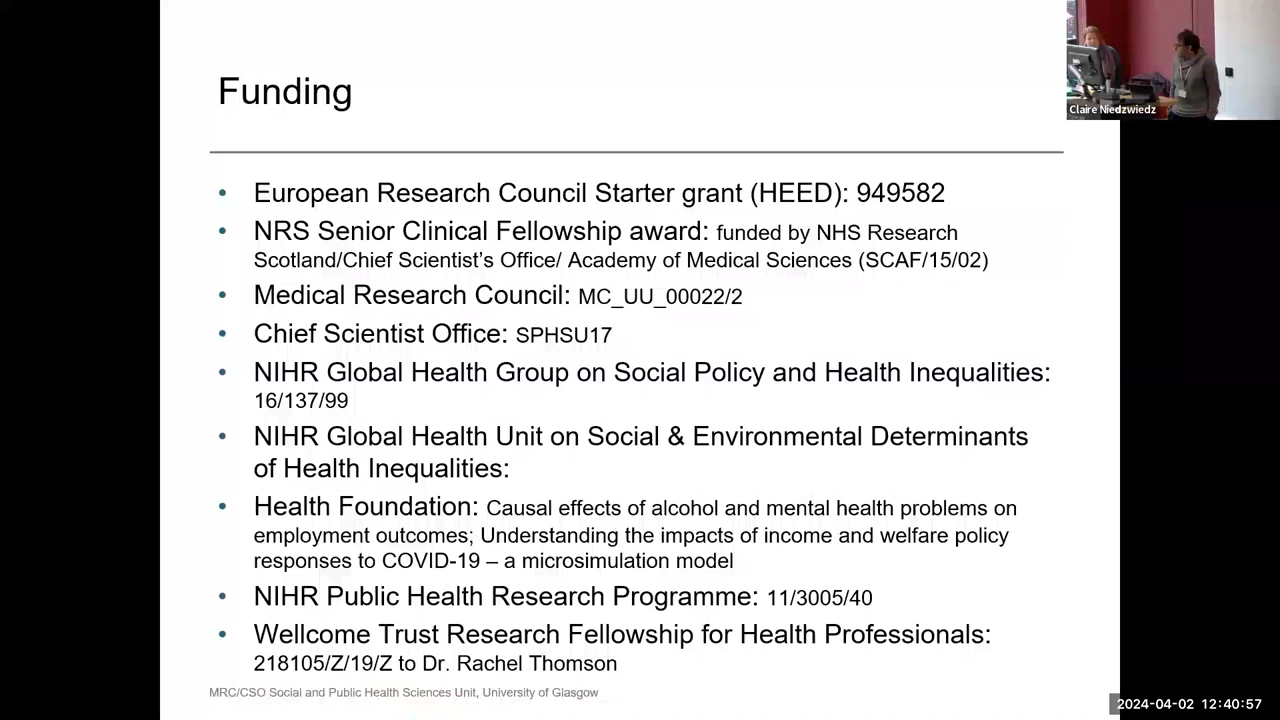 Funding
Claire Niedzwiedz
• European Research Council Starter grant (HEED): 949582
• NRS Senior Clinical Fellowship award: funded by NHS Research
Scotland/Chief Scientist’s Office/ Academy of Medical Sciences (SCAF/15/02)
• Medical Research Council: MC_UU_00022/2
• Chief Scientist Office: SPHSU17
• NIHR Global Health Group on Social Policy and Health Inequalities:
16/137/99
• NIHR Global Health Unit on Social & Environmental Determinants
of Health Inequalities:
• Health Foundation: Causal effects of alcohol and mental health problems on
employment outcomes; Understanding the impacts of income and welfare policy
responses to COVID-19 – a microsimulation model
• NIHR Public Health Research Programme: 11/3005/40
• Wellcome Trust Research Fellowship for Health Professionals:
218105/Z/19/Z to Dr. Rachel Thomson
MRC/CSO Social and Public Health Sciences Unit, University of Glasgow
2024-04-02 12:40:57